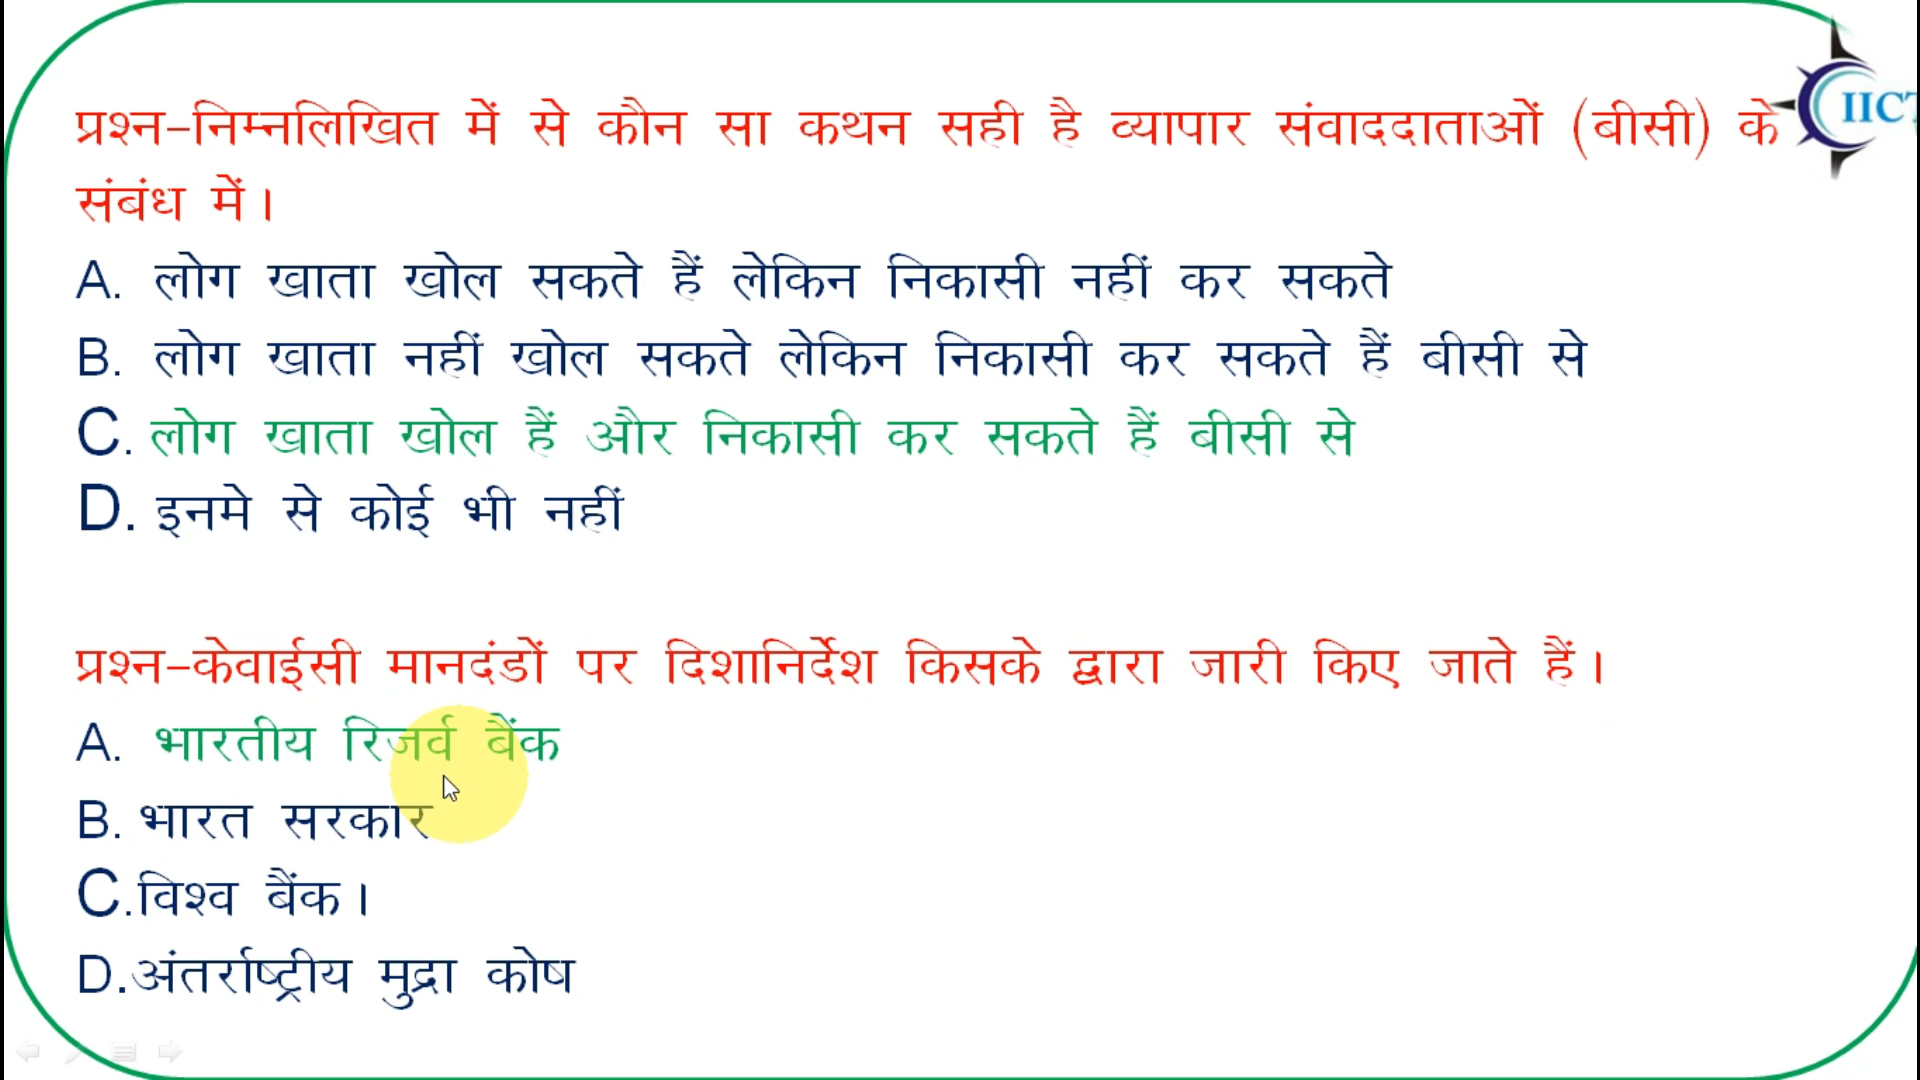 प्रश्न-निम्नलिखित में से कौन सा कथन सही है व्यापार संवाददाताओं (बीसी) के
संबंध में।
A. लोग खाता खोल सकते हैं लेकिन निकासी नहीं कर सकते
B. लोग खाता नहीं खोल सकते लेकिन निकासी कर सकते हैं बीसी से
C. लोग खाता खोल हैं और निकासी कर सकते हैं बीसी से
D. इनमे से कोई भी नहीं
प्रश्न-केवाईसी मानदंडों पर दिशानिर्देश किसके द्वारा जारी किए जाते हैं।
A. भारतीय रिजर्व बैंक
B. भारत सरकार
C.विश्व बैंक।
D.अंतर्राष्ट्रीय मुद्रा कोष